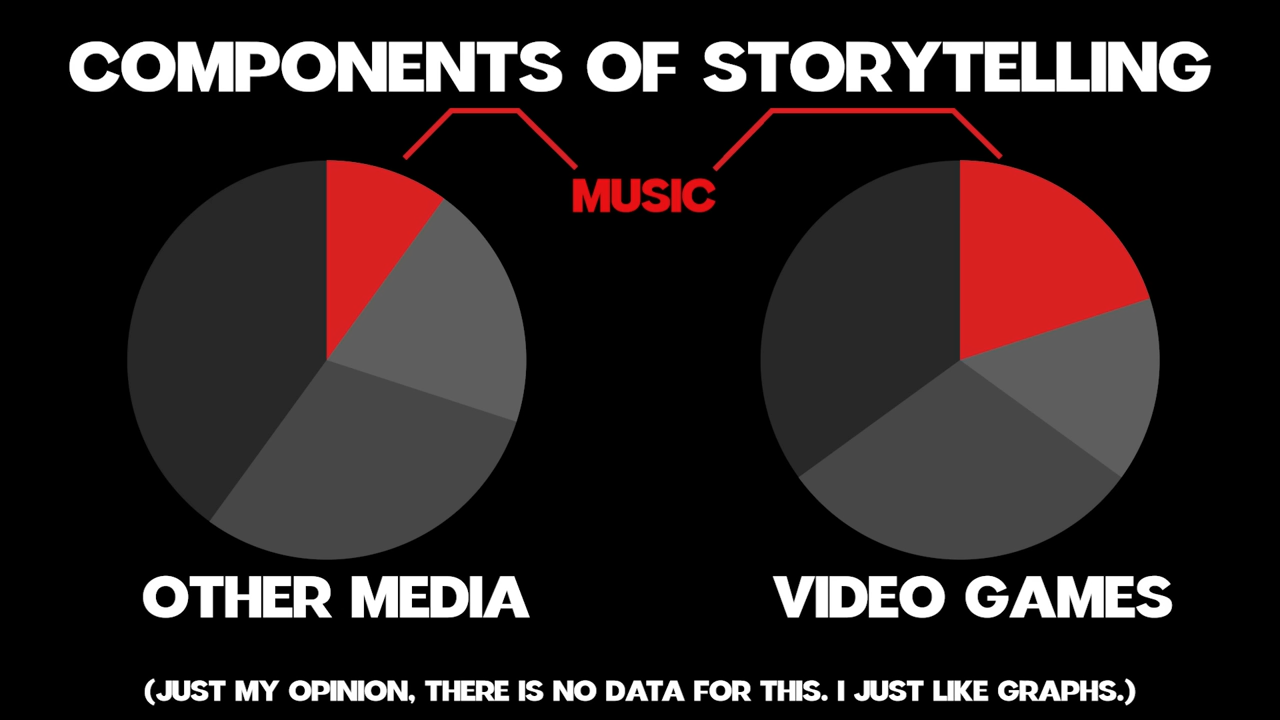 COMPONENTS OF STORYTELLING
MUSIC
OTHER MEDIA
VIDEO GAMES
(JUST MY OPINION, THERE IS NO DATA FOR THIS. I JUST LIKE GRAPHS.)